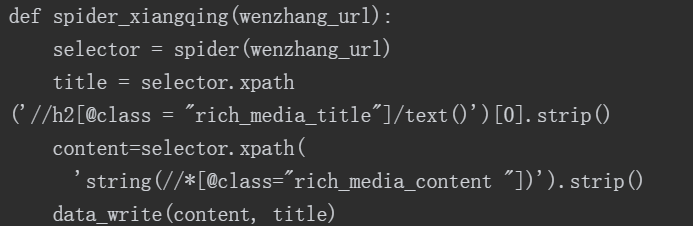 def spider_xiangqing(wenzhang_url):
    selector = spider(wenzhang_url)
    title = selector.xpath
('//h2[@class = "rich_media_title"]/text()')[0].strip()
    content=selector.xpath(
      'string(//*[@class="rich_media_content "])').strip()
    data_write(content, title)